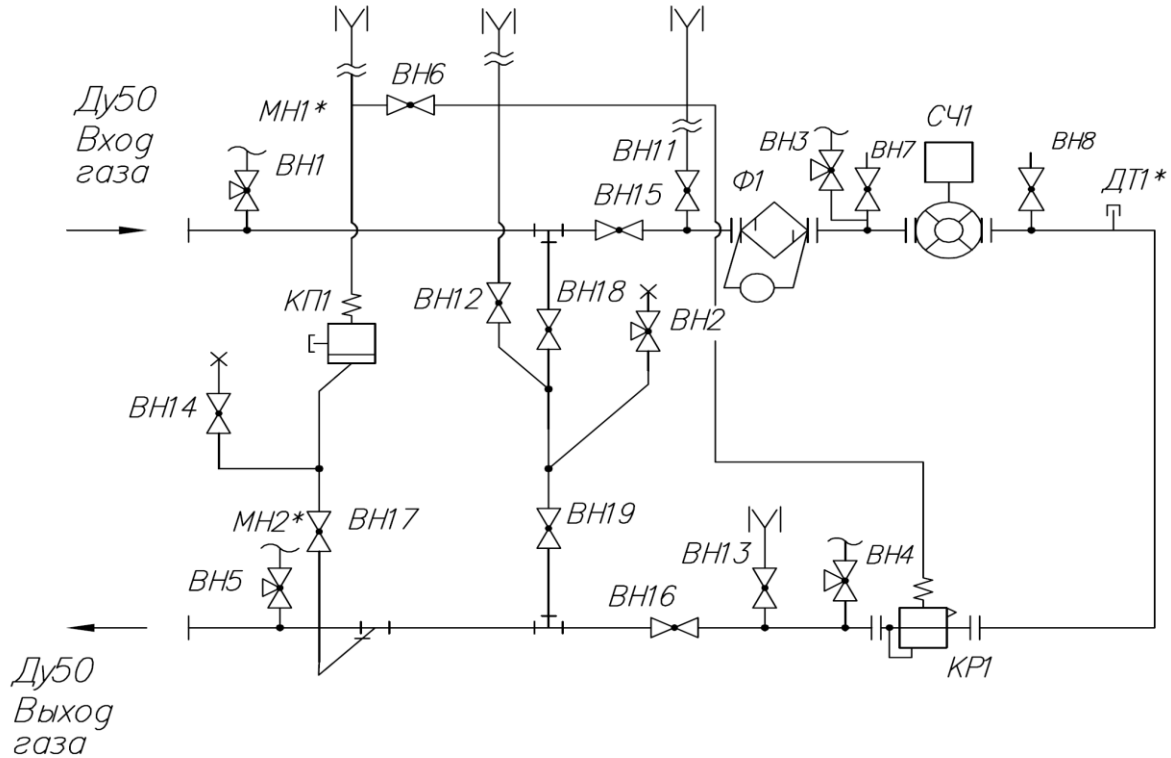 ВН6
Ду50
Вход
газа
МН1*
ВН1
ВН11
ВН15
Ф1
ВН3
ВН7
СЧ1
ВН8
ДТ1*
КП1
ВН12
ВН18
ВН2
ВН14
МН2*
ВН17
ВН19
ВН5
ВН16
ВН13
ВН4
КР1
Ду50
Выход
газа